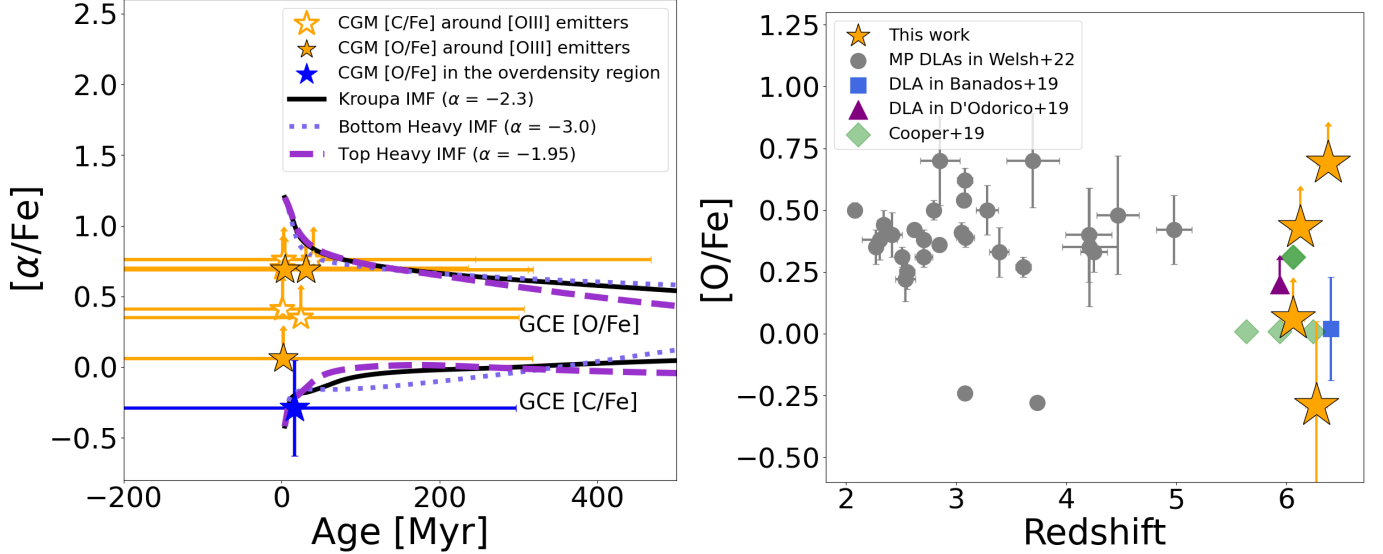 CGM [C/Fe] around [OIII] emitters
CGM [O/Fe] around [OIII] emitters
CGM [O/Fe] in the overdensity region
Kroupa IMF (α = −2.3)
Bottom Heavy IMF (α = −3.0)
Top Heavy IMF (α = −1.95)
2.5
2.0
1.5
1.0
0.5
0.0
−0.5
[α/Fe]
GCE [O/Fe]
GCE [C/Fe]
−200
0
200
400
Age [Myr]
This work
MP DLAs in Welsh+22
DLA in Banados+19
DLA in D'Odorico+19
Cooper+19
1.25
1.00
0.75
0.50
0.25
0.00
−0.25
−0.50
[O/Fe]
2
3
4
5
6
Redshift